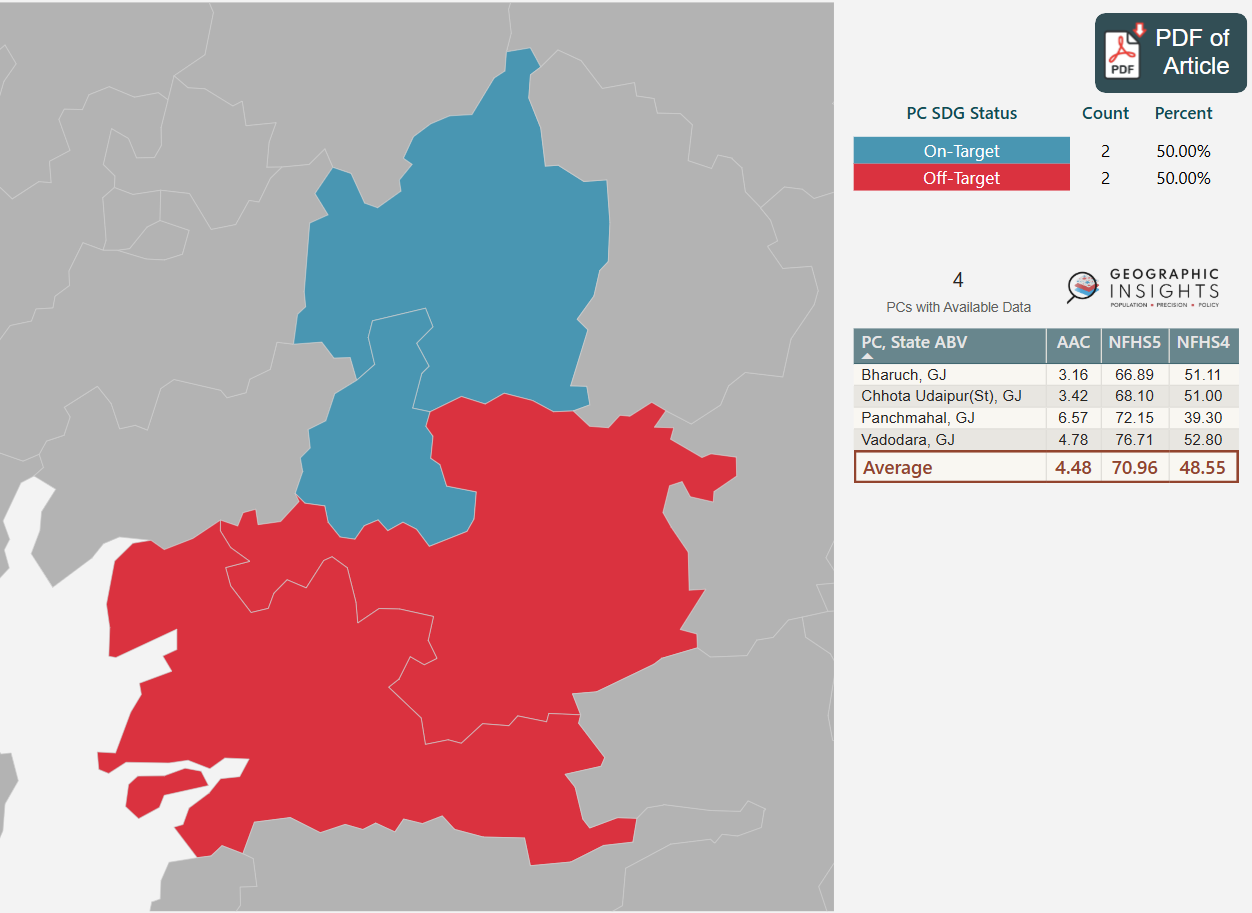 PDF of
Article
PDF
PC SDG Status Count Percent
On-Target 2 50.00%
Off-Target 2 50.00%
4
PCs with Available Data
GEOGRAPHIC
INSIGHTS
POPULATION • PRECISION • POLICY
PC, State ABV AAC NFHS5 NFHS4
Bharuch, GJ 3.16 66.89 51.11
Chhota Udaipur(St), GJ 3.42 68.10 51.00
Panchmahal, GJ 6.57 72.15 39.30
Vadodara, GJ 4.78 76.71 52.80
Average 4.48 70.96 48.55